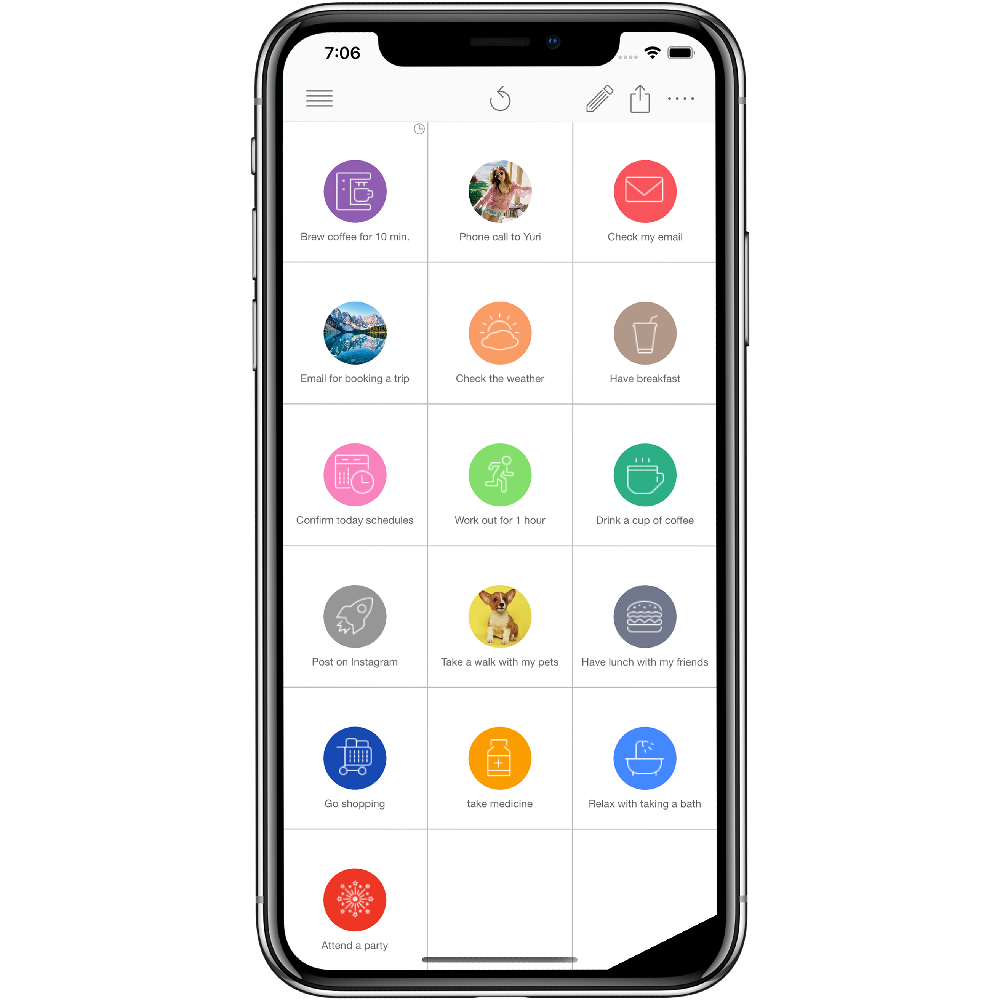 7:06
Brew coffee for 10 min.
Phone call to Yuri
Check my email
Email for booking a trip
Check the weather
Have breakfast
Confirm today schedules
Work out for 1 hour
Drink a cup of coffee
Post on Instagram
Take a walk with my pets
Have lunch with my friends
Go shopping
take medicine
Relax with taking a bath
Attend a party